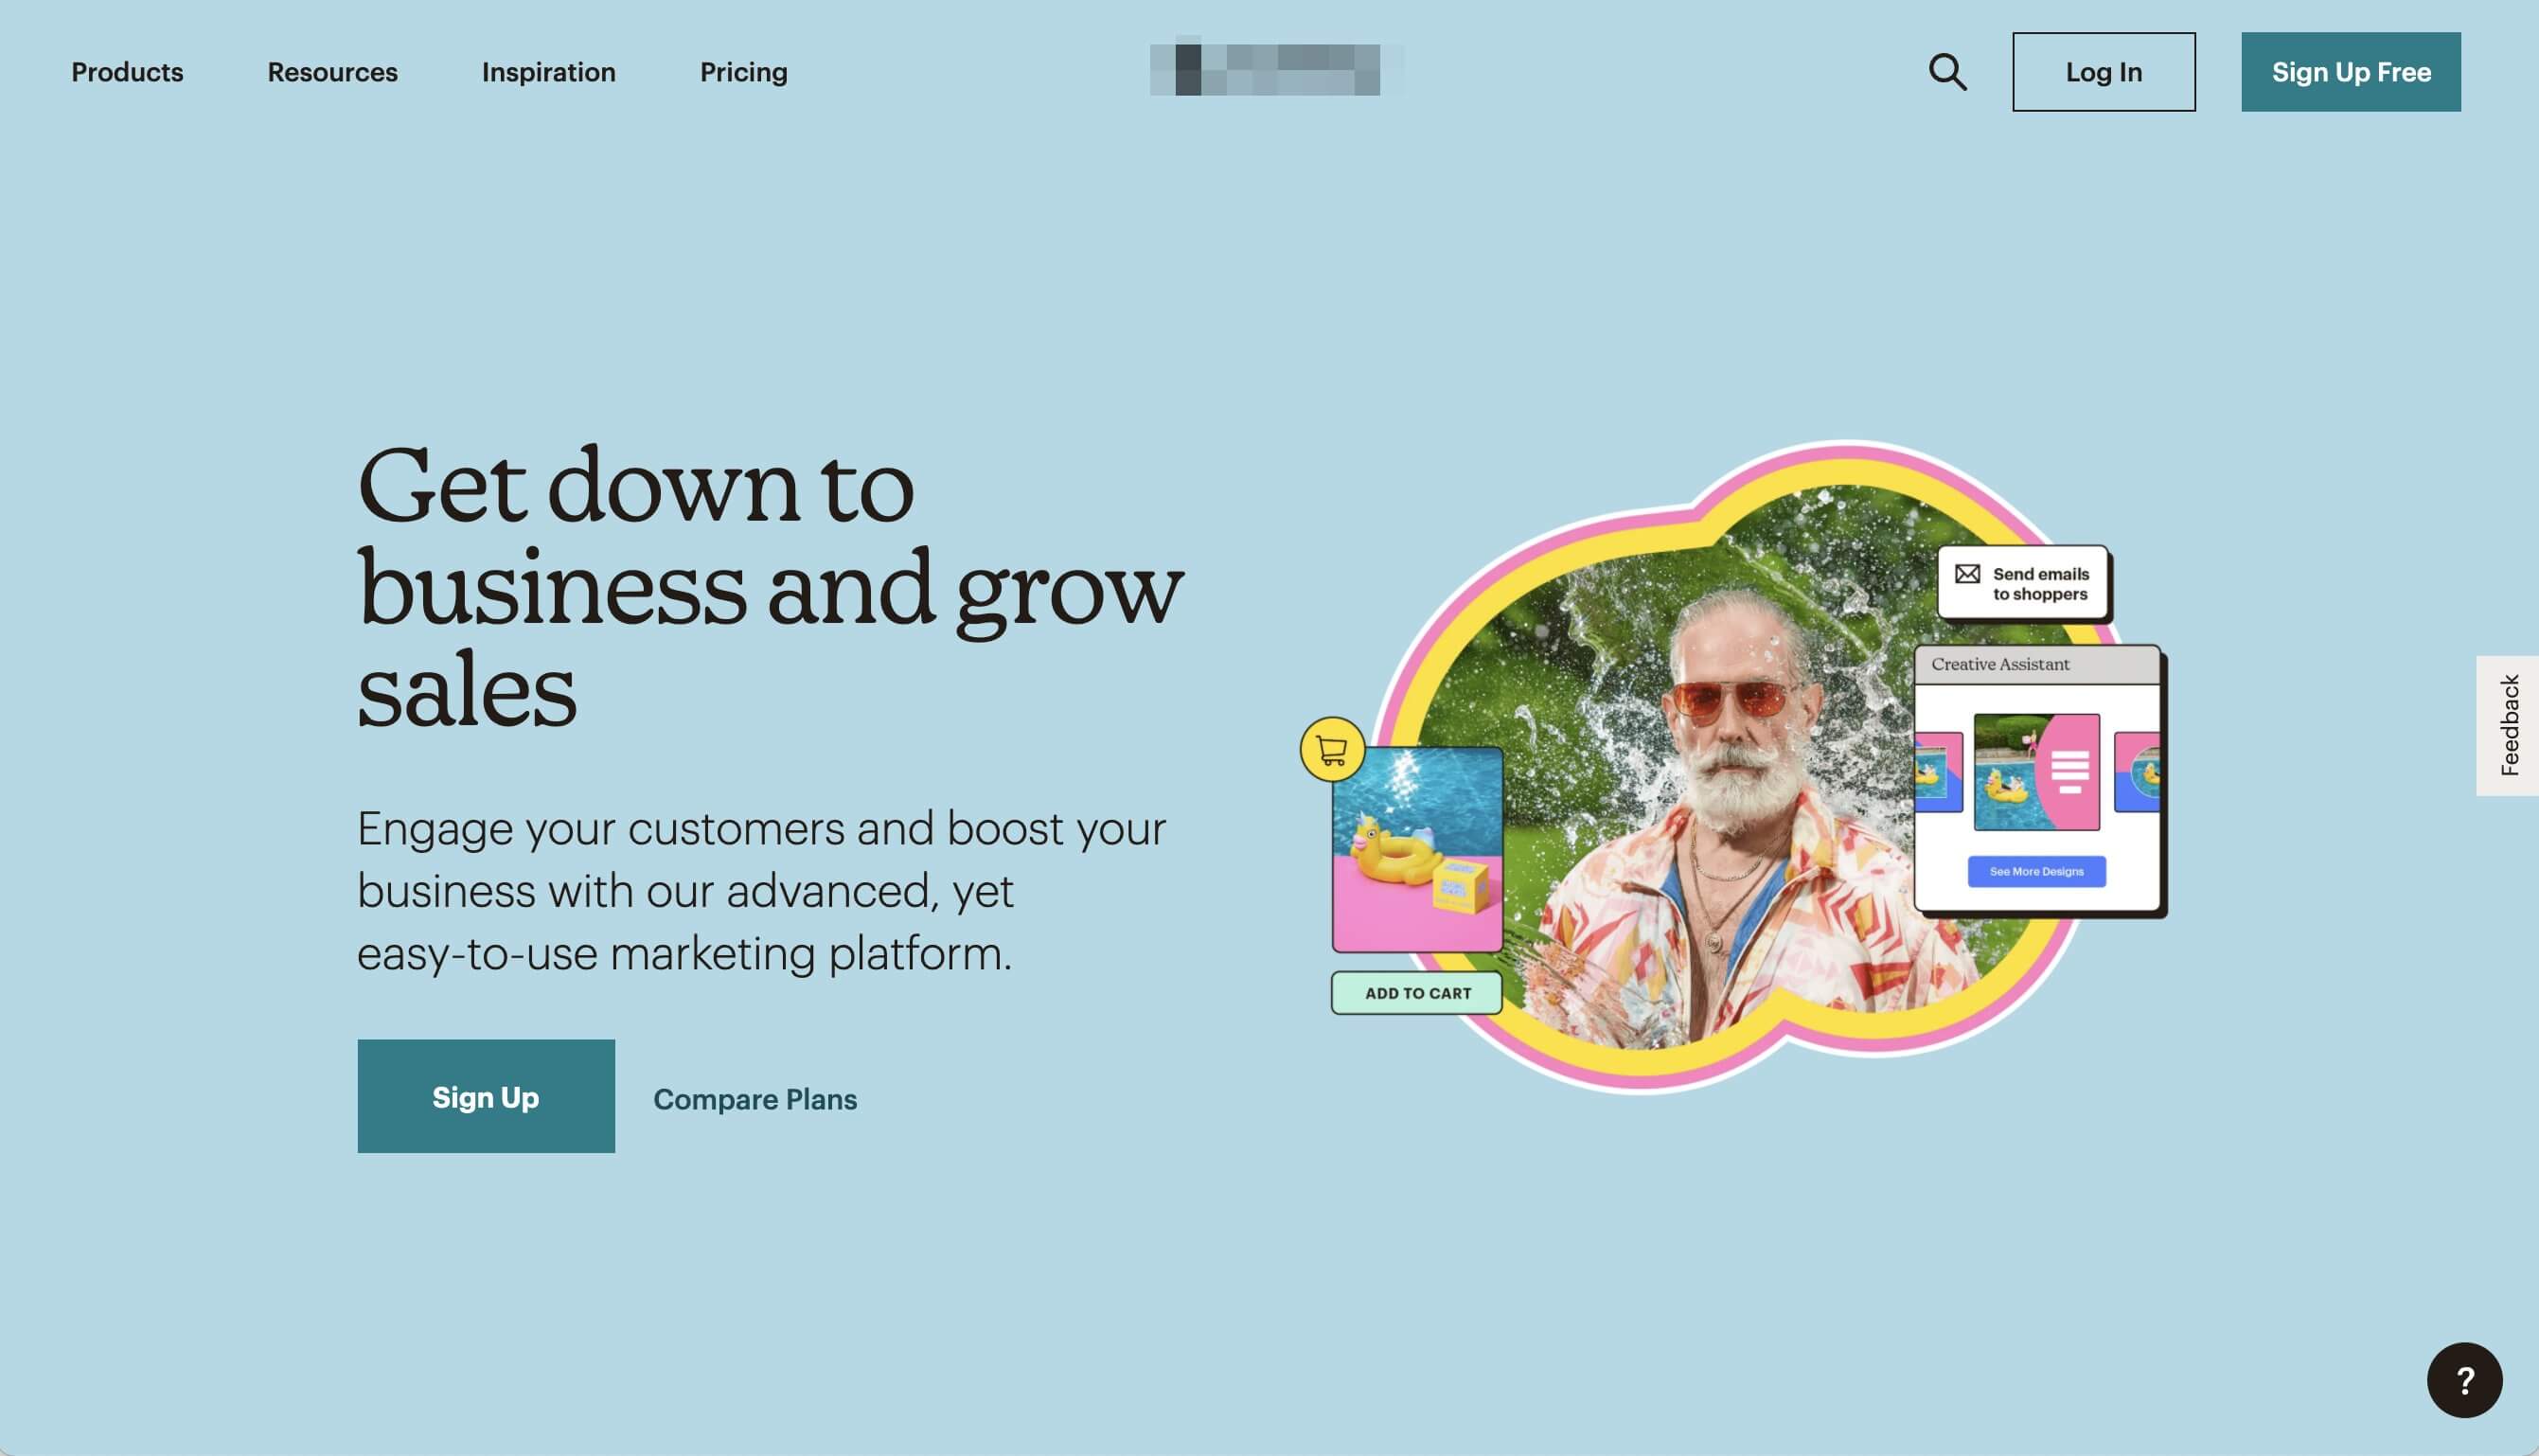 Products
Resources
Inspiration
Pricing
Log In
Sign Up Free
Get down to
business and grow
sales
Engage your customers and boost your
business with our advanced, yet
easy-to-use marketing platform.
Sign Up
Compare Plans
Send emails
to shoppers
Creative Assistant
See More Designs
ADD TO CART
Feedback
?